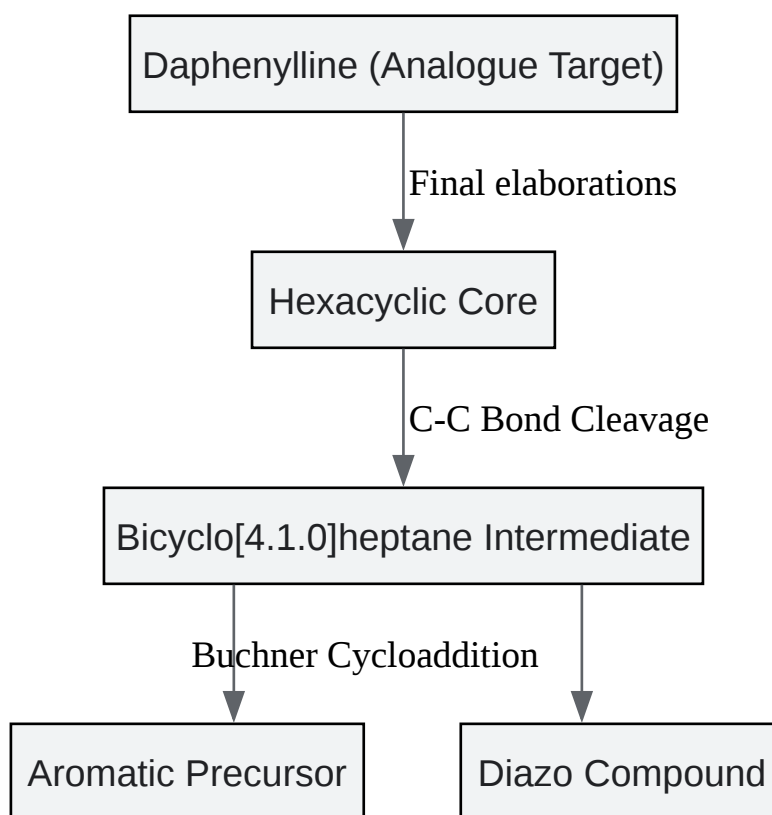 Daphenylline (Analogue Target)
Final elaborations
Hexacyclic Core
C-C Bond Cleavage
Bicyclo[4.1.0]heptane Intermediate
Buchner Cycloaddition
Aromatic Precursor
Diazo Compound